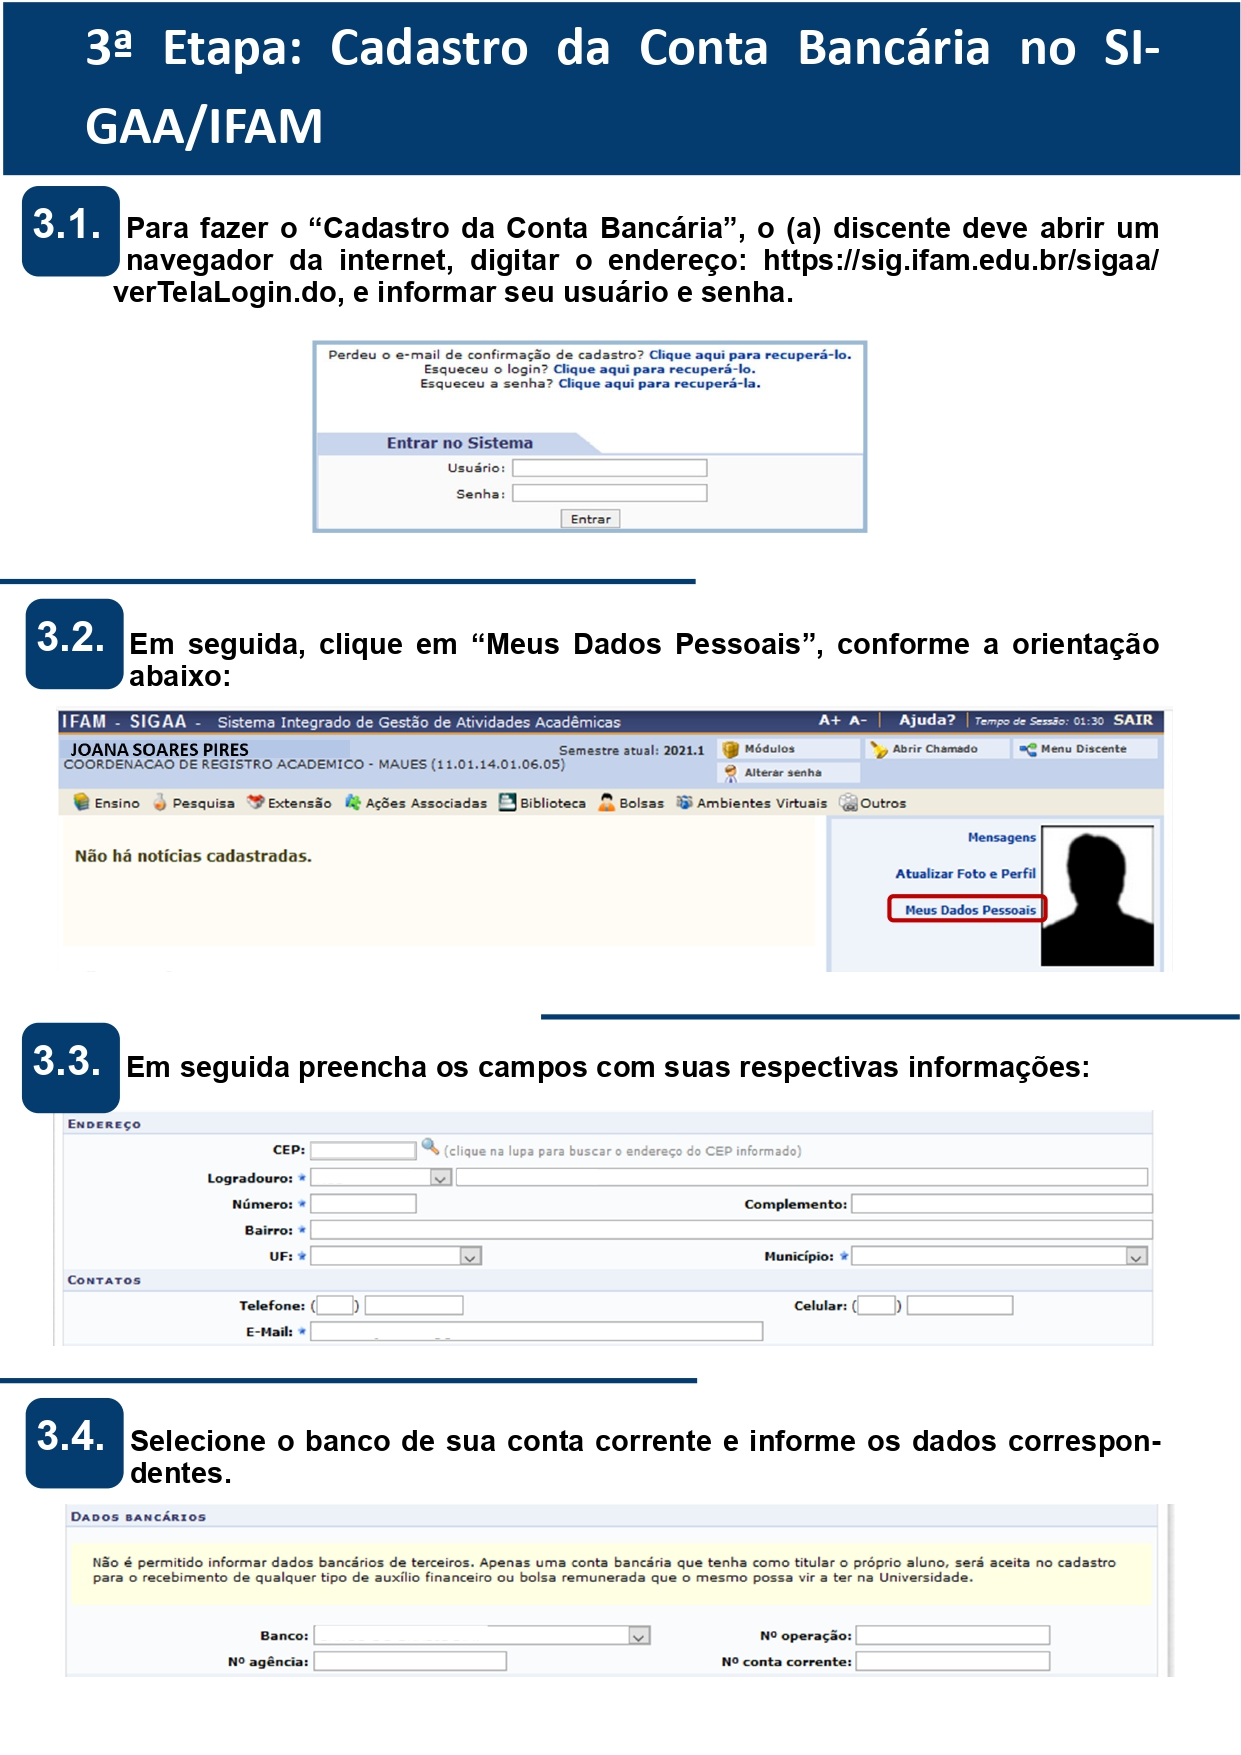 3ª Etapa: Cadastro da Conta Bancária no SI-
GAA/IFAM
3.1.
Para fazer o “Cadastro da Conta Bancária”, o (a) discente deve abrir um
navegador da internet, digitar o endereço: https://sig.ifam.edu.br/sigaa/
verTelaLogin.do, e informar seu usuário e senha.
Perdeu o e-mail de confirmação de cadastro? Clique aqui para recuperá-lo.
Esqueceu o login? Clique aqui para recuperá-lo.
Esqueceu a senha? Clique aqui para recuperá-la.
Entrar no Sistema
Usuário:
Senha:
Entrar
3.2.
Em seguida, clique em “Meus Dados Pessoais”, conforme a orientação
abaixo:
IFAM - SIGAA - Sistema Integrado de Gestão de Atividades Acadêmicas A+ A- | Ajuda? | Tempo de Sessão: 01:30 SAIR
JOANA SOARES PIRES Semestre atual: 2021.1 Módulos Abrir Chamado Menu Discente
COORDENACAO DE REGISTRO ACADEMICO - MAUES (11.01.14.01.06.05)
Alterar senha
Ensino Pesquisa Extensão Ações Associadas Biblioteca Bolsas Ambientes Virtuais Outros
Não há notícias cadastradas.
Mensagens
Atualizar Foto e Perfil
Meus Dados Pessoais
3.3.
Em seguida preencha os campos com suas respectivas informações:
ENDEREÇO
CEP: (clique na lupa para buscar o endereço do CEP informado)
Logradouro: *
Número: * Complemento:
Bairro: *
UF: * Município: *
CONTATOS
Telefone: ( ) Celular: ( )
E-Mail: *
3.4.
Selecione o banco de sua conta corrente e informe os dados correspon-
dentes.
DADOS BANCÁRIOS
Não é permitido informar dados bancários de terceiros. Apenas uma conta bancária que tenha como titular o próprio aluno, será aceita no cadastro
para o recebimento de qualquer tipo de auxílio financeiro ou bolsa remunerada que o mesmo possa vir a ter na Universidade.
Banco: Nº operação:
Nº agência: Nº conta corrente: